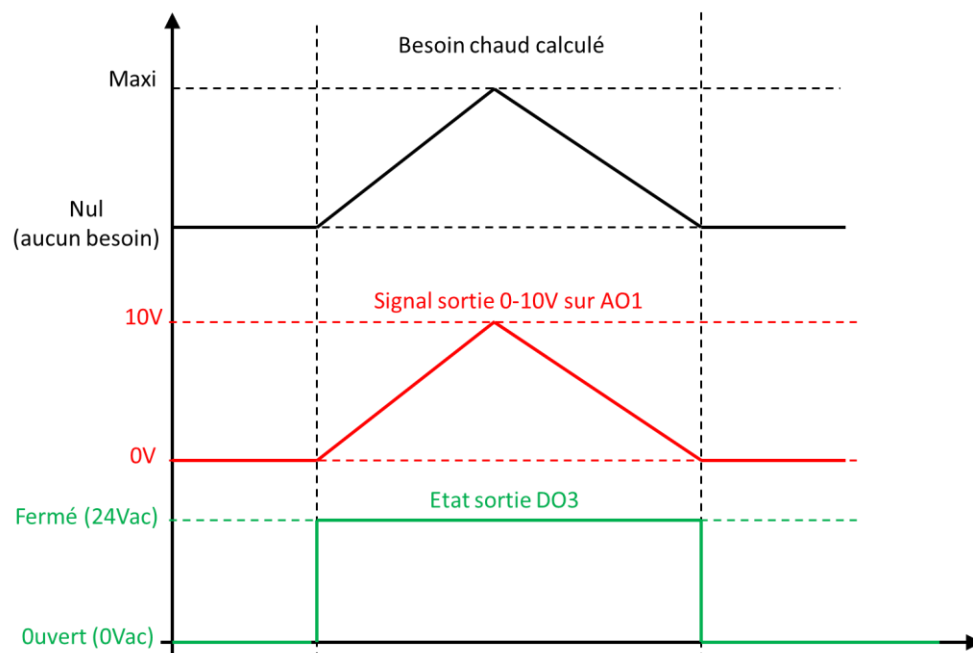 Besoin chaud calculé
Maxi
Nul
(aucun besoin)
Signal sortie 0-10V sur AO1
10V
0V
Etat sortie DO3
Fermé (24Vac)
0uvert (0Vac)